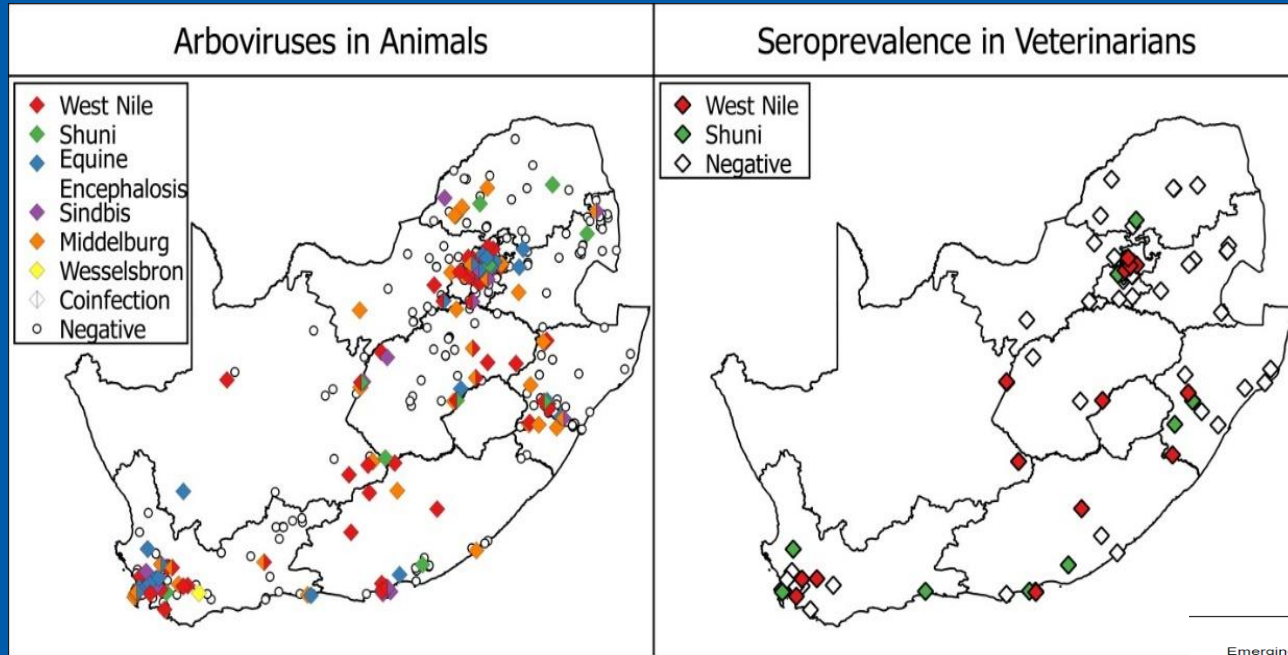 Arboviruses in Animals
West Nile
Shuni
Equine
Encephalosis
Sindbis
Middelburg
Wesselsbron
Coinfection
Negative
Seroprevalence in Veterinarians
West Nile
Shuni
Negative
Emergin